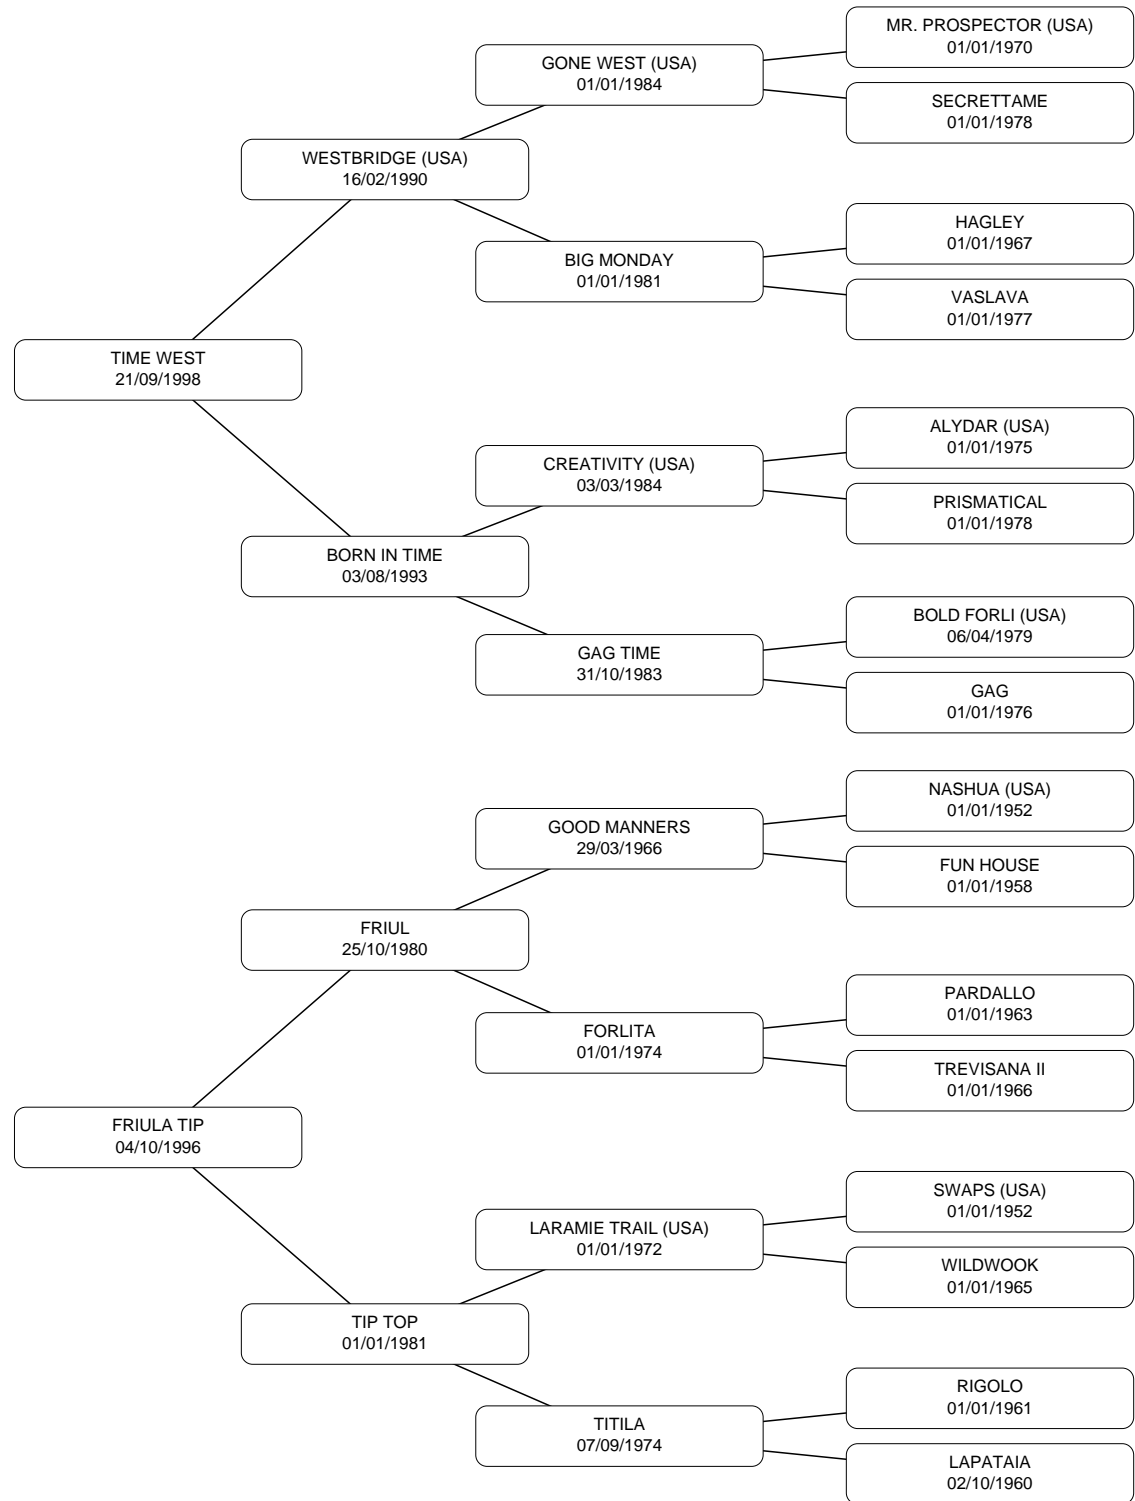 MR. PROSPECTOR (USA)
01/01/1970
GONE WEST (USA)
01/01/1984
SECRETTAME
01/01/1978
WESTBRIDGE (USA)
16/02/1990
HAGLEY
01/01/1967
BIG MONDAY
01/01/1981
VASLAVA
01/01/1977
TIME WEST
21/09/1998
ALYDAR (USA)
01/01/1975
CREATIVITY (USA)
03/03/1984
PRISMATICAL
01/01/1978
BORN IN TIME
03/08/1993
BOLD FORLI (USA)
06/04/1979
GAG TIME
31/10/1983
GAG
01/01/1976
NASHUA (USA)
01/01/1952
GOOD MANNERS
29/03/1966
FUN HOUSE
01/01/1958
FRIUL
25/10/1980
PARDALLO
01/01/1963
FORLITA
01/01/1974
TREVISANA II
01/01/1966
FRIULA TIP
04/10/1996
SWAPS (USA)
01/01/1952
LARAMIE TRAIL (USA)
01/01/1972
WILDWOOK
01/01/1965
TIP TOP
01/01/1981
RIGOLO
01/01/1961
TITILA
07/09/1974
LAPATAIA
02/10/1960